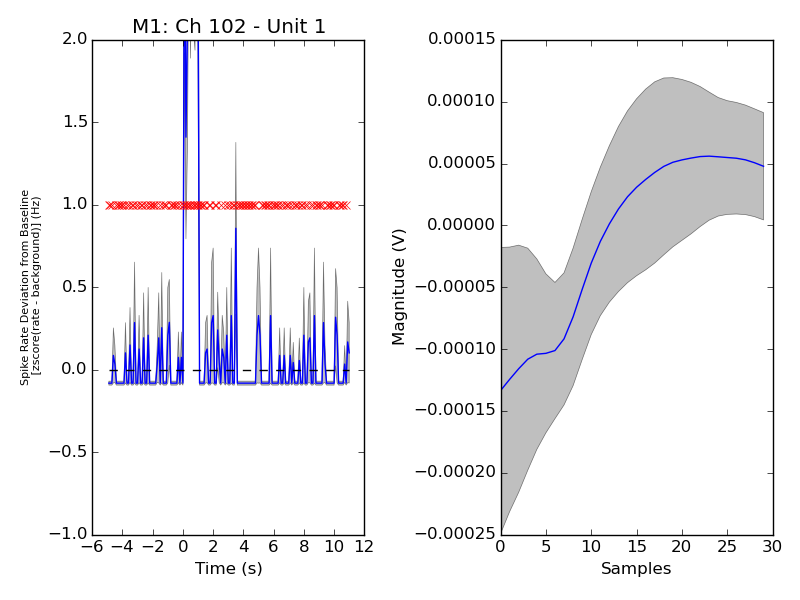 M1: Ch 102 - Unit 1
2.0
1.5
1.0
0.5
0.0
−0.5
−1.0
Spike Rate Deviation from Baseline
[zscore(rate - background)] (Hz)
−6 −4 −2 0 2 4 6 8 10 12
Time (s)
0.00015
0.00010
0.00005
0.00000
−0.00005
−0.00010
−0.00015
−0.00020
−0.00025
Magnitude (V)
0 5 10 15 20 25 30
Samples